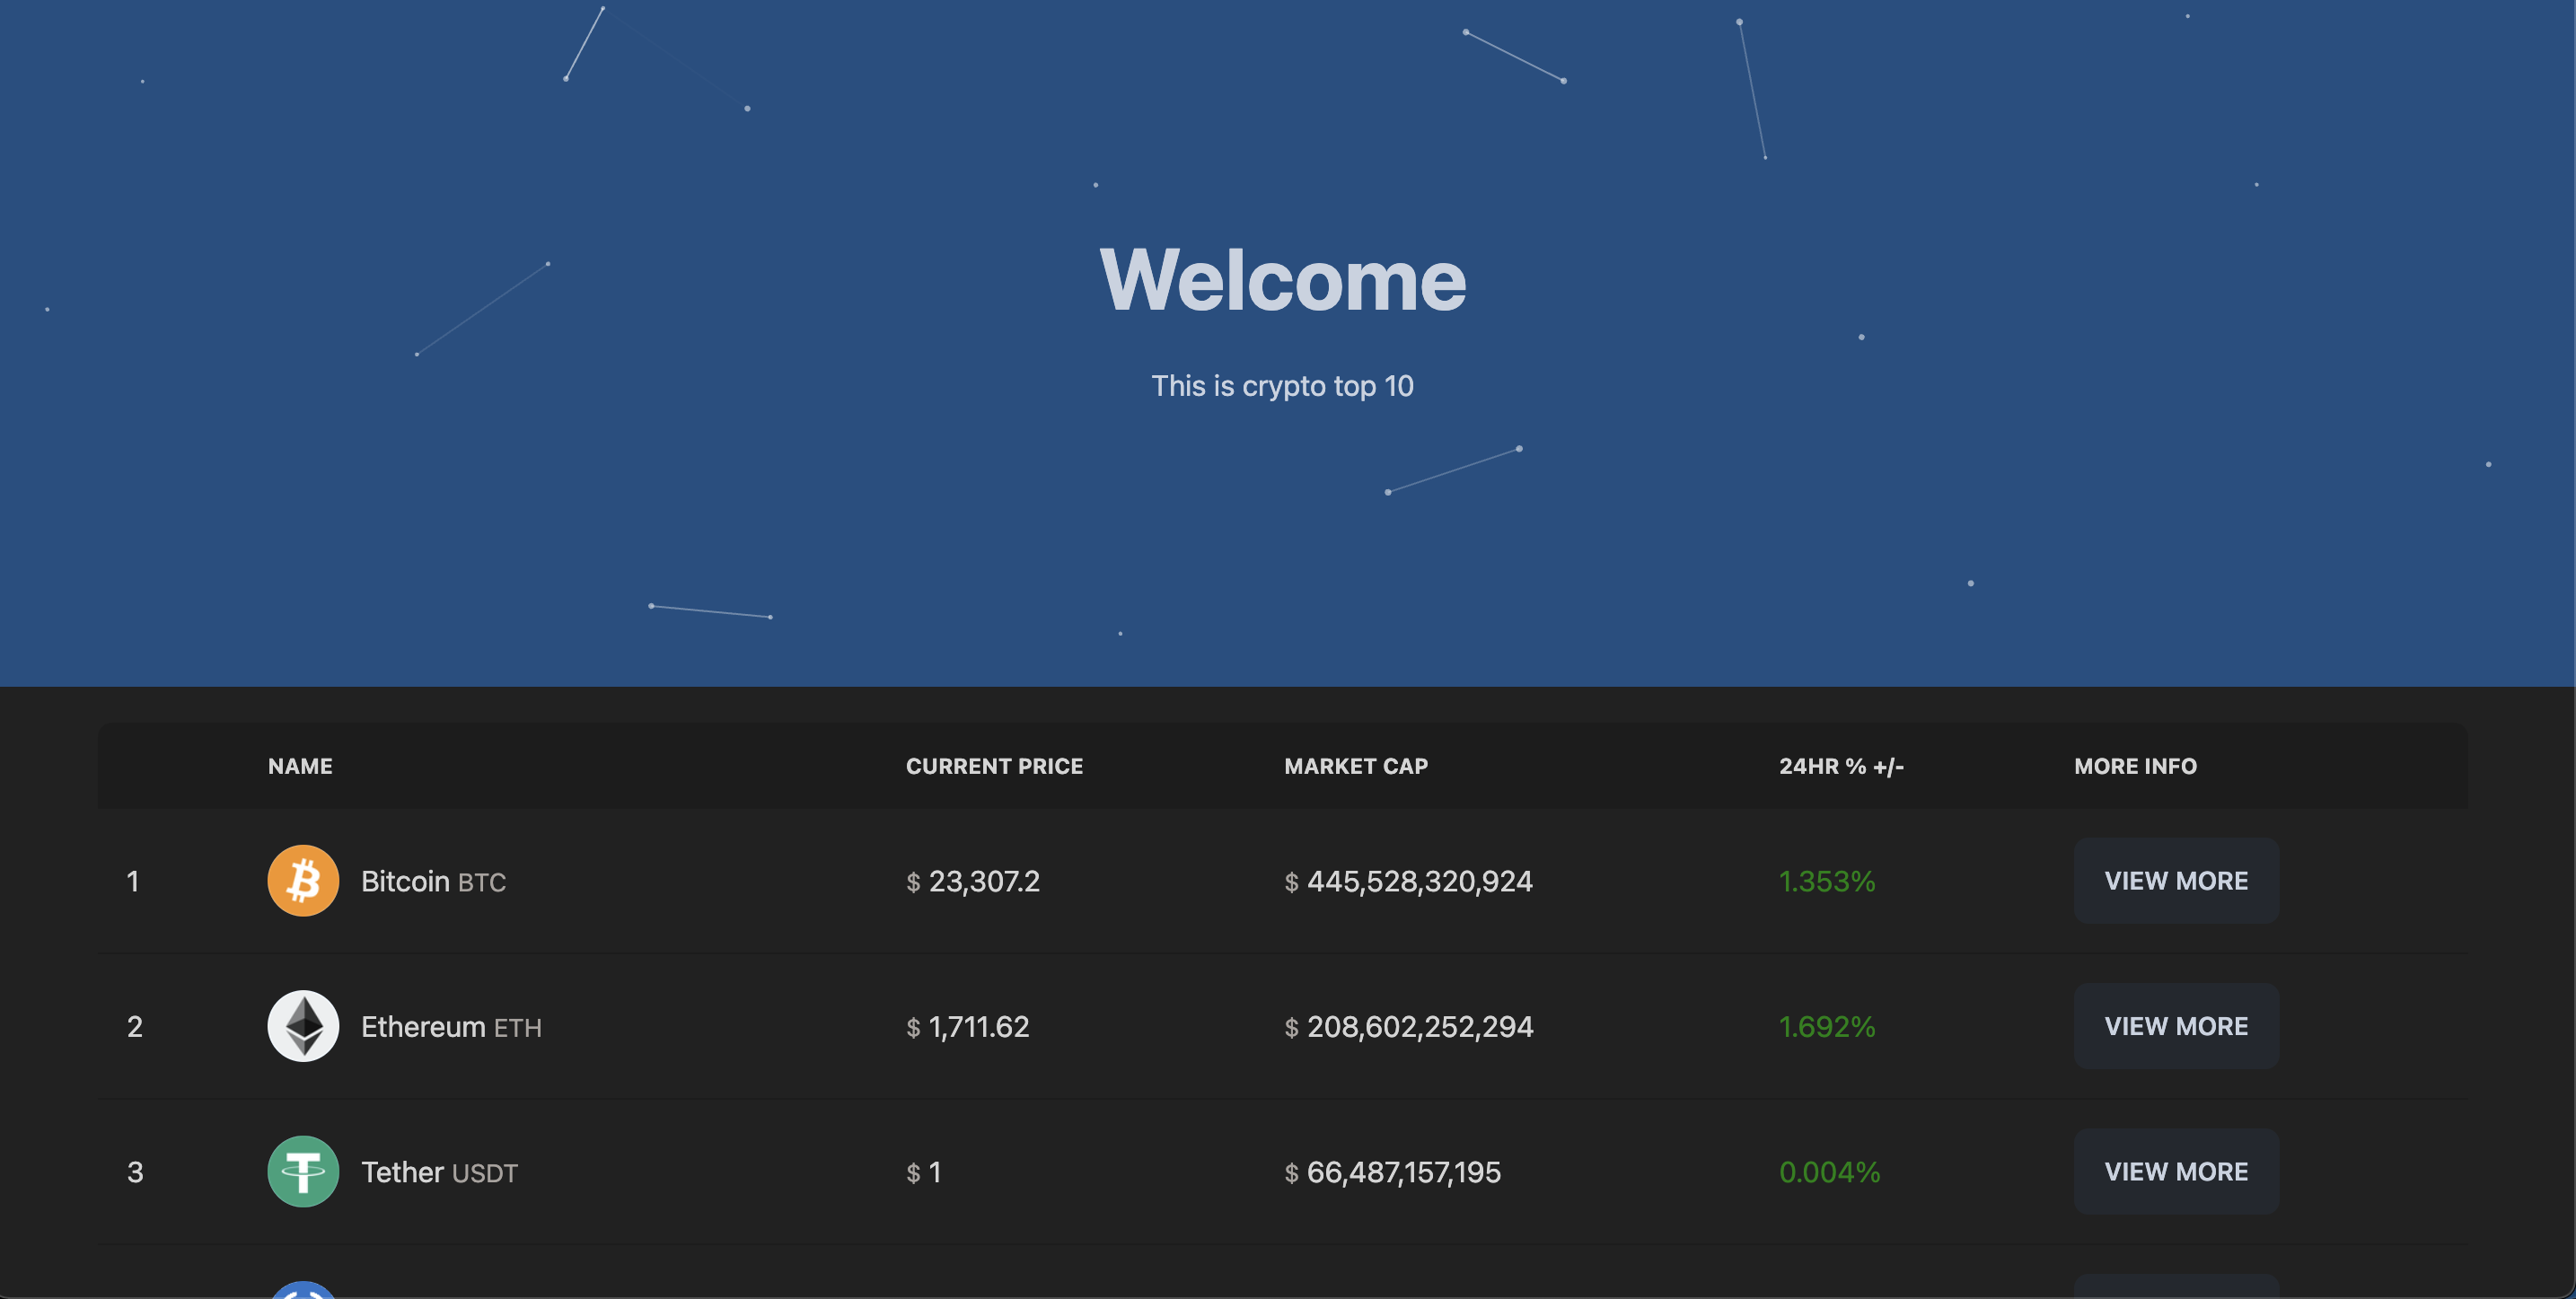 Welcome
This is crypto top 10
NAME CURRENT PRICE MARKET CAP 24HR % +/- MORE INFO
1 Bitcoin BTC $ 23,307.2 $ 445,528,320,924 1.353% VIEW MORE
2 Ethereum ETH $ 1,711.62 $ 208,602,252,294 1.692% VIEW MORE
3 Tether USDT $ 1 $ 66,487,157,195 0.004% VIEW MORE